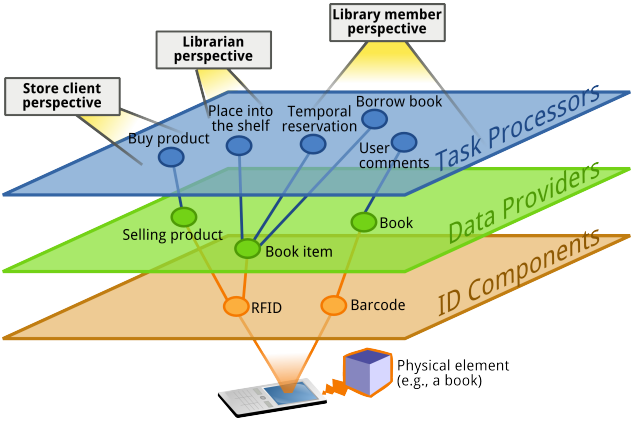 Library member
perspective
Librarian
perspective
Store client
perspective
Borrow book
Place into
the shelf
Temporal
reservation
Buy product
User
comments
Task Processors
Selling product
Book
Book item
Data Providers
RFID
Barcode
ID Components
Physical element
(e.g., a book)